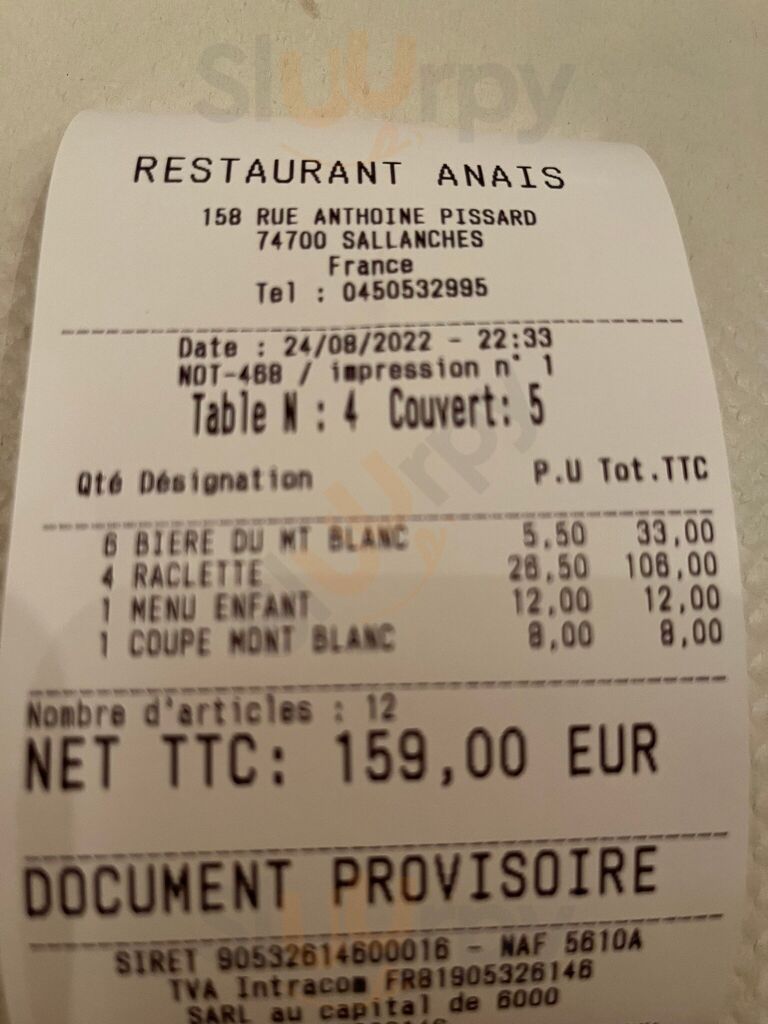 Sluurpy
RESTAURANT ANAIS
158 RUE ANTHOINE PISSARD
74700 SALLANCHES
France
Tel : 0450532995
Date : 24/08/2022 - 22:33
NOT-468 / impression n° 1
Table N : 4 Couvert: 5
Qté Désignation P.U Tot.TTC
6 BIERE DU MT BLANC 5,50 33,00
4 RACLETTE 26,50 106,00
1 MENU ENFANT 12,00 12,00
1 COUPE MONT BLANC 8,00 8,00
Sluurpy
Nombre d'articles : 12
NET TTC: 159,00 EUR
DOCUMENT PROVISOIRE
Sluurpy
SIRET 90532614600016 - NAF 5610A
TVA Intracom FR81905326146
SARL au capital de 6000